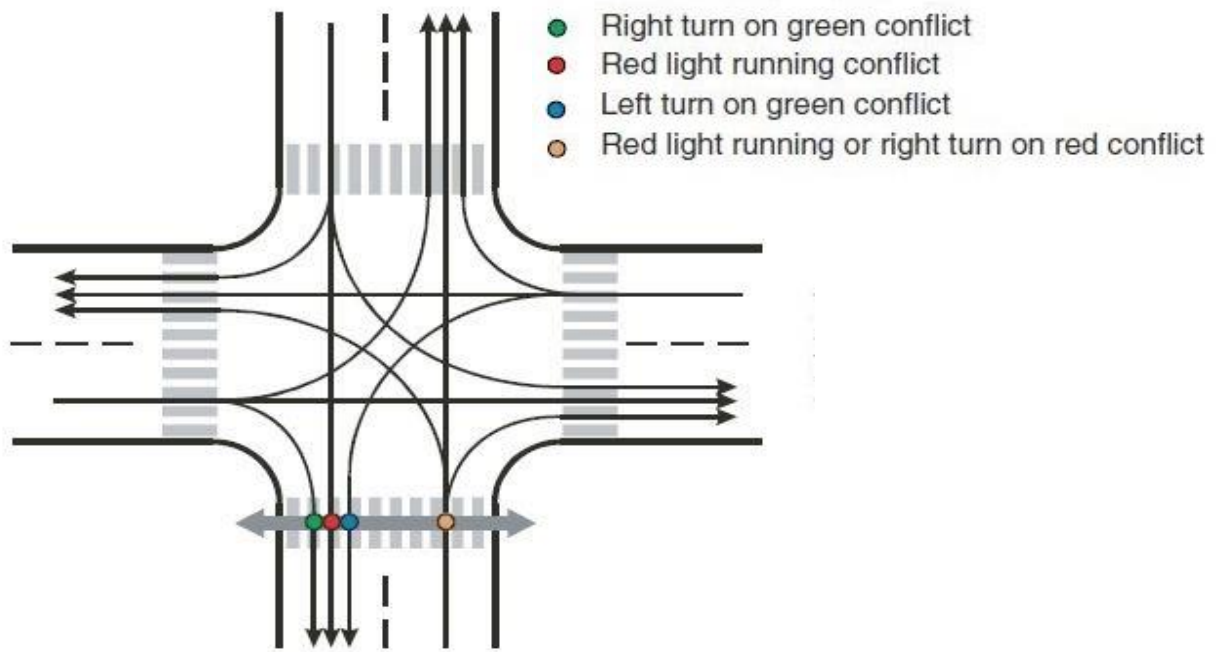 Right turn on green conflict
Red light running conflict
Left turn on green conflict
Red light running or right turn on red conflict